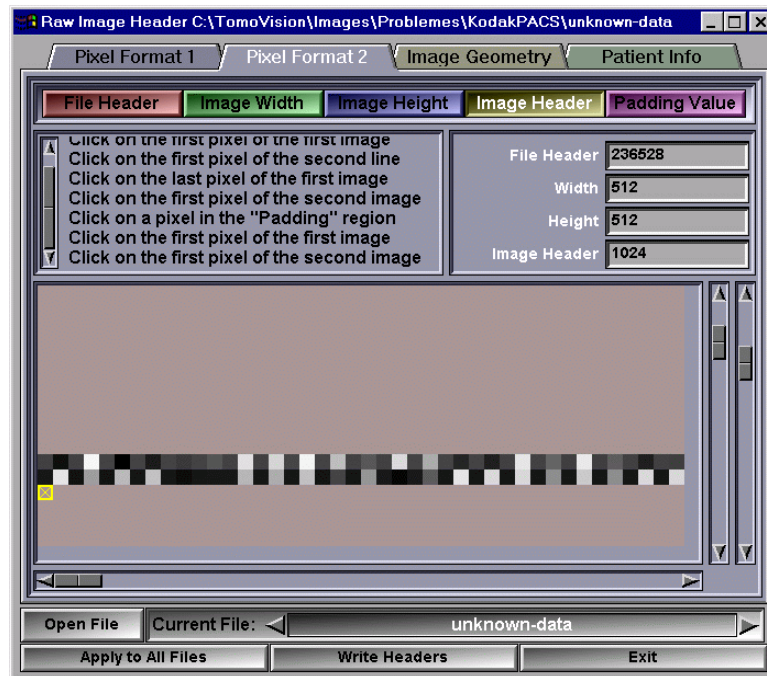 Raw Image Header C:\TomoVision\Images\Problemes\KodakPACS\unknown-data
Pixel Format 1 Pixel Format 2 Image Geometry Patient Info
File Header Image Width Image Height Image Header Padding Value
Click on the first pixel of the first image
Click on the first pixel of the second line
Click on the last pixel of the first image
Click on the first pixel of the second image
Click on a pixel in the "Padding" region
Click on the first pixel of the first image
Click on the first pixel of the second image
File Header 236528
Width 512
Height 512
Image Header 1024
Open File Current File: unknown-data
Apply to All Files Write Headers Exit